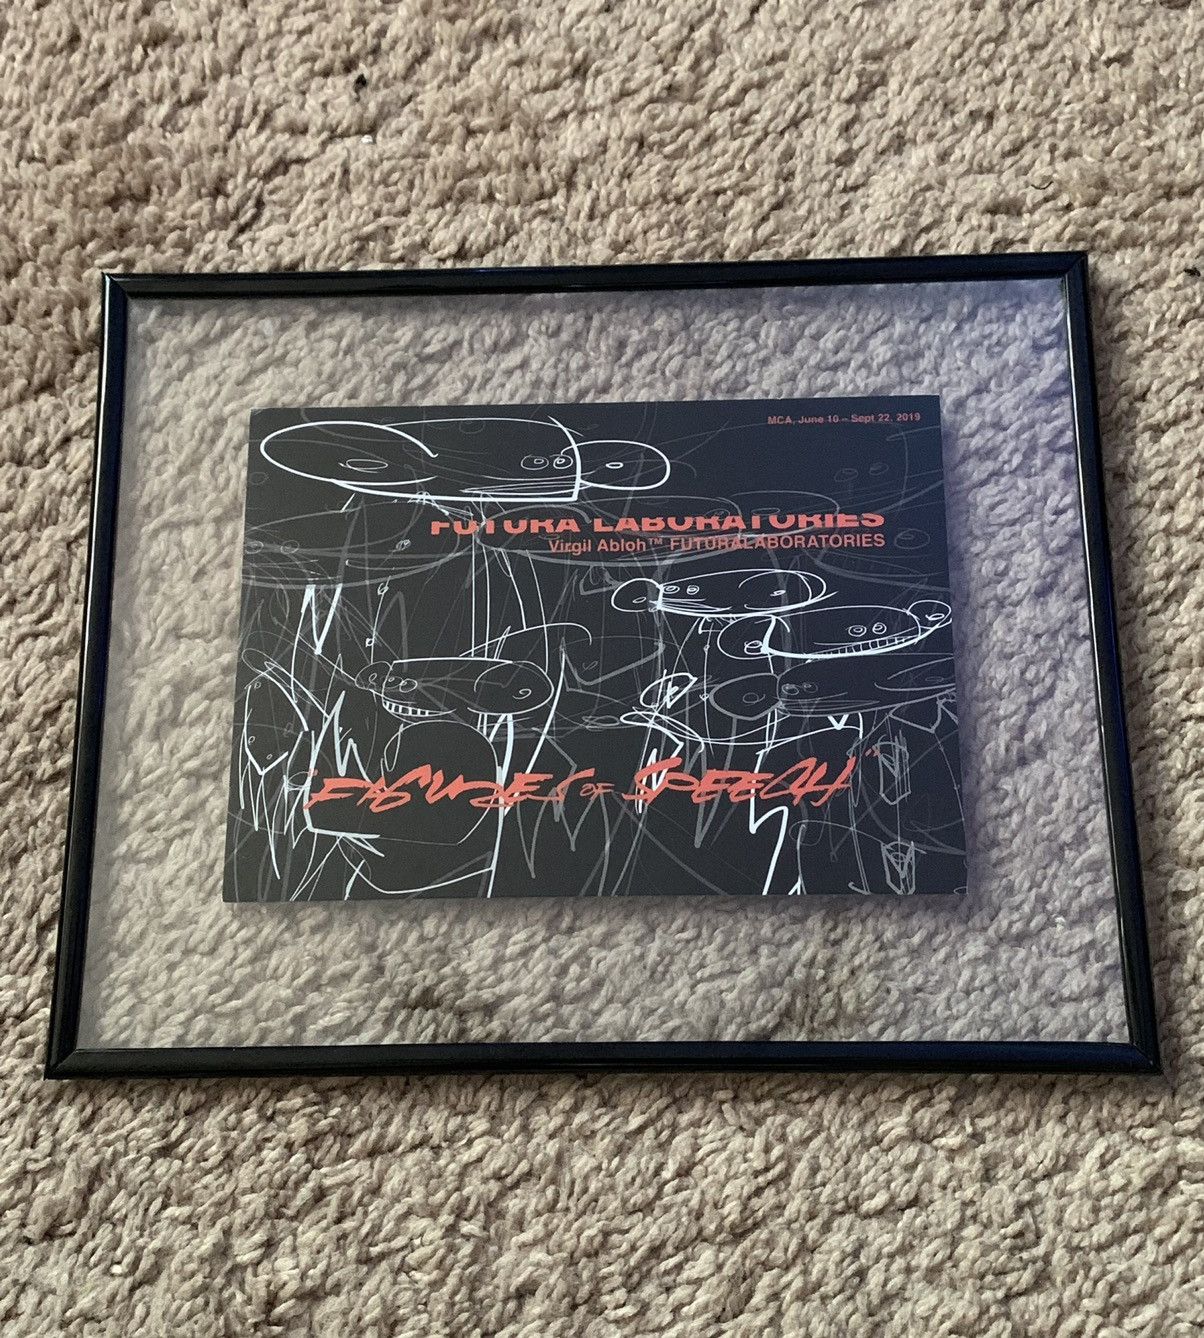 MCA, June 10 – Sept 22, 2019
FUTURA LABORATORIES
Virgil Abloh™ FUTURALABORATORIES
"FIGURES OF SPEECH"